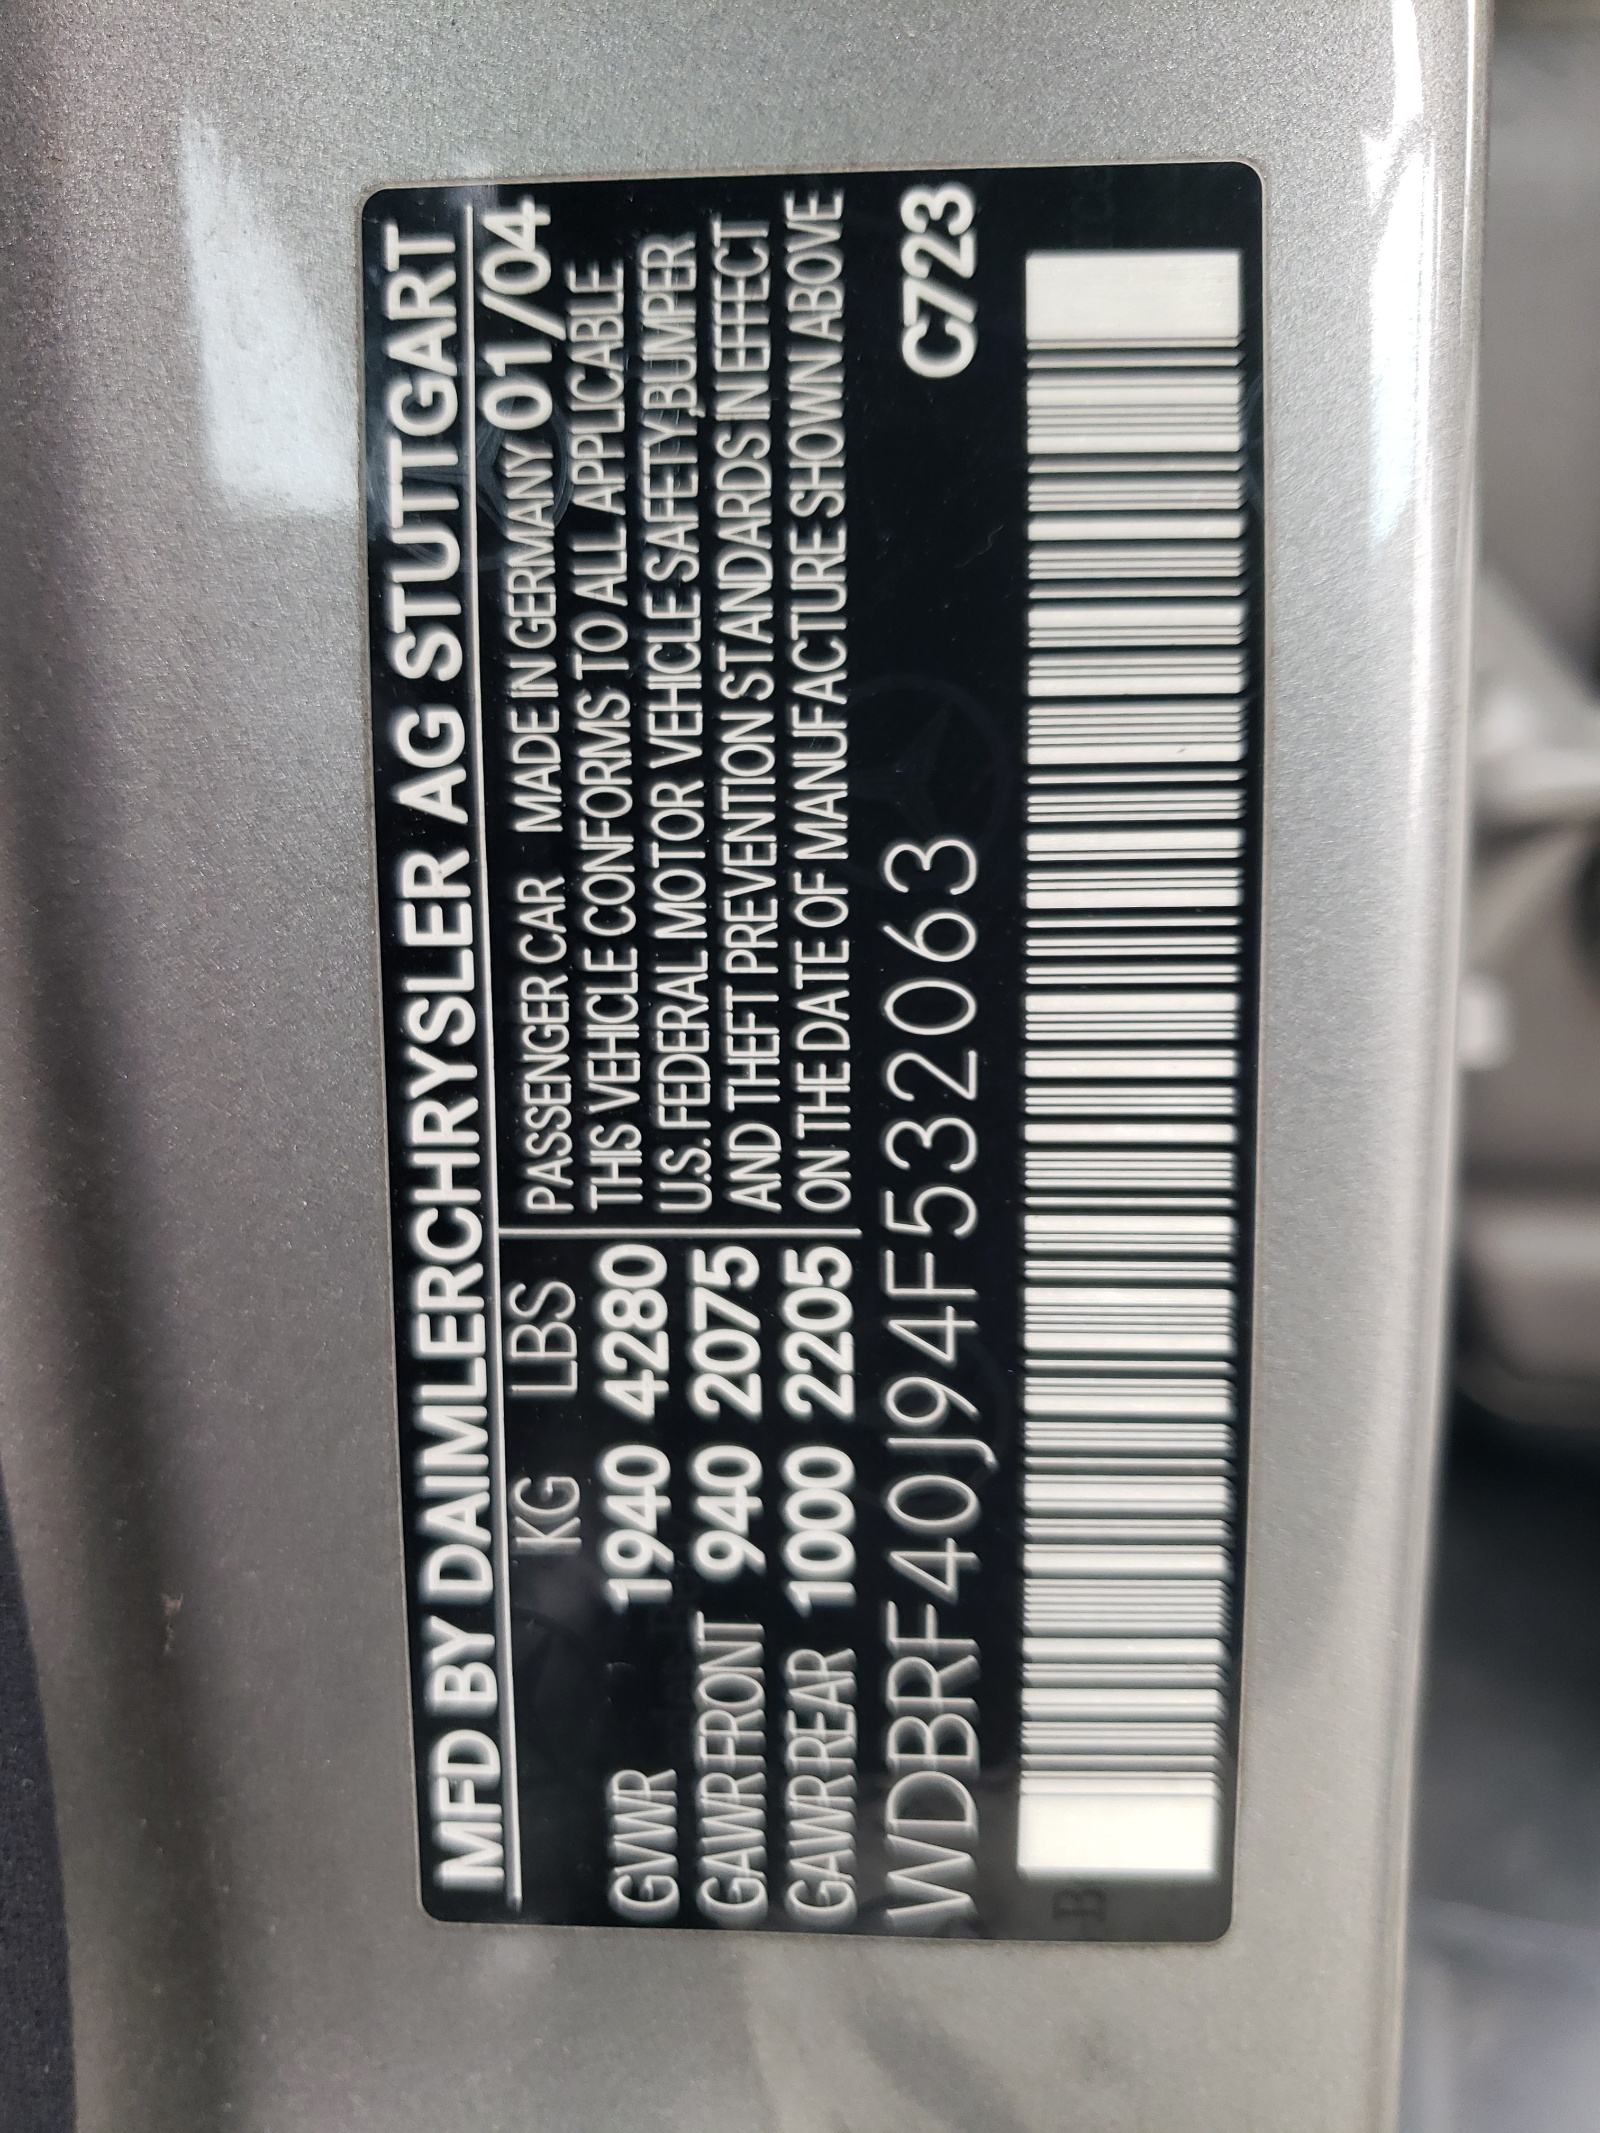 MFD BY DAIMLERCHRYSLER AG STUTTGART
KG LBS
GVWR 1940 4280
GAWR FRONT 940 2075
GAWR REAR 1000 2205
PASSENGER CAR MADE IN GERMANY 01/04
THIS VEHICLE CONFORMS TO ALL APPLICABLE
U.S. FEDERAL MOTOR VEHICLE SAFETY, BUMPER
AND THEFT PREVENTION STANDARDS IN EFFECT
ON THE DATE OF MANUFACTURE SHOWN ABOVE
WDBRF40J94F532063 C723